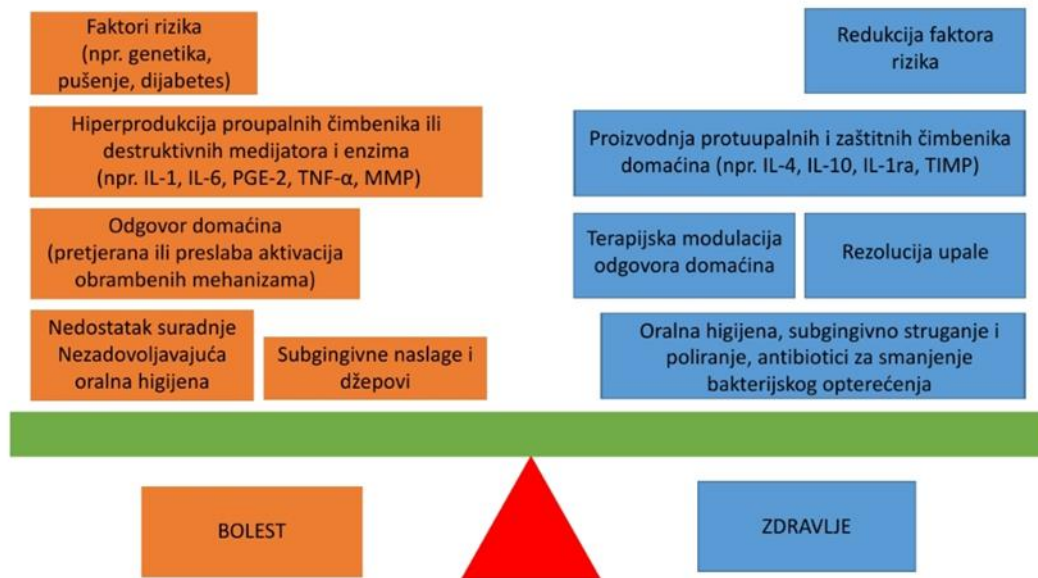 Faktori rizika
(npr. genetika,
pušenje, dijabetes)
Redukcija faktora
rizika
Hiperprodukcija proupalnih čimbenika ili
destruktivnih medijatora i enzima
(npr. IL-1, IL-6, PGE-2, TNF-α, MMP)
Proizvodnja protuupalnih i zaštitnih čimbenika
domaćina (npr. IL-4, IL-10, IL-1ra, TIMP)
Odgovor domaćina
(pretjerana ili preslaba aktivacija
obrambenih mehanizama)
Terapijska modulacija
odgovora domaćina
Rezolucija upale
Nedostatak suradnje
Nezadovoljavajuća
oralna higijena
Subgingivne naslage i
džepovi
Oralna higijena, subgingivno struganje i
poliranje, antibiotici za smanjenje
bakterijskog opterećenja
BOLEST
ZDRAVLJE